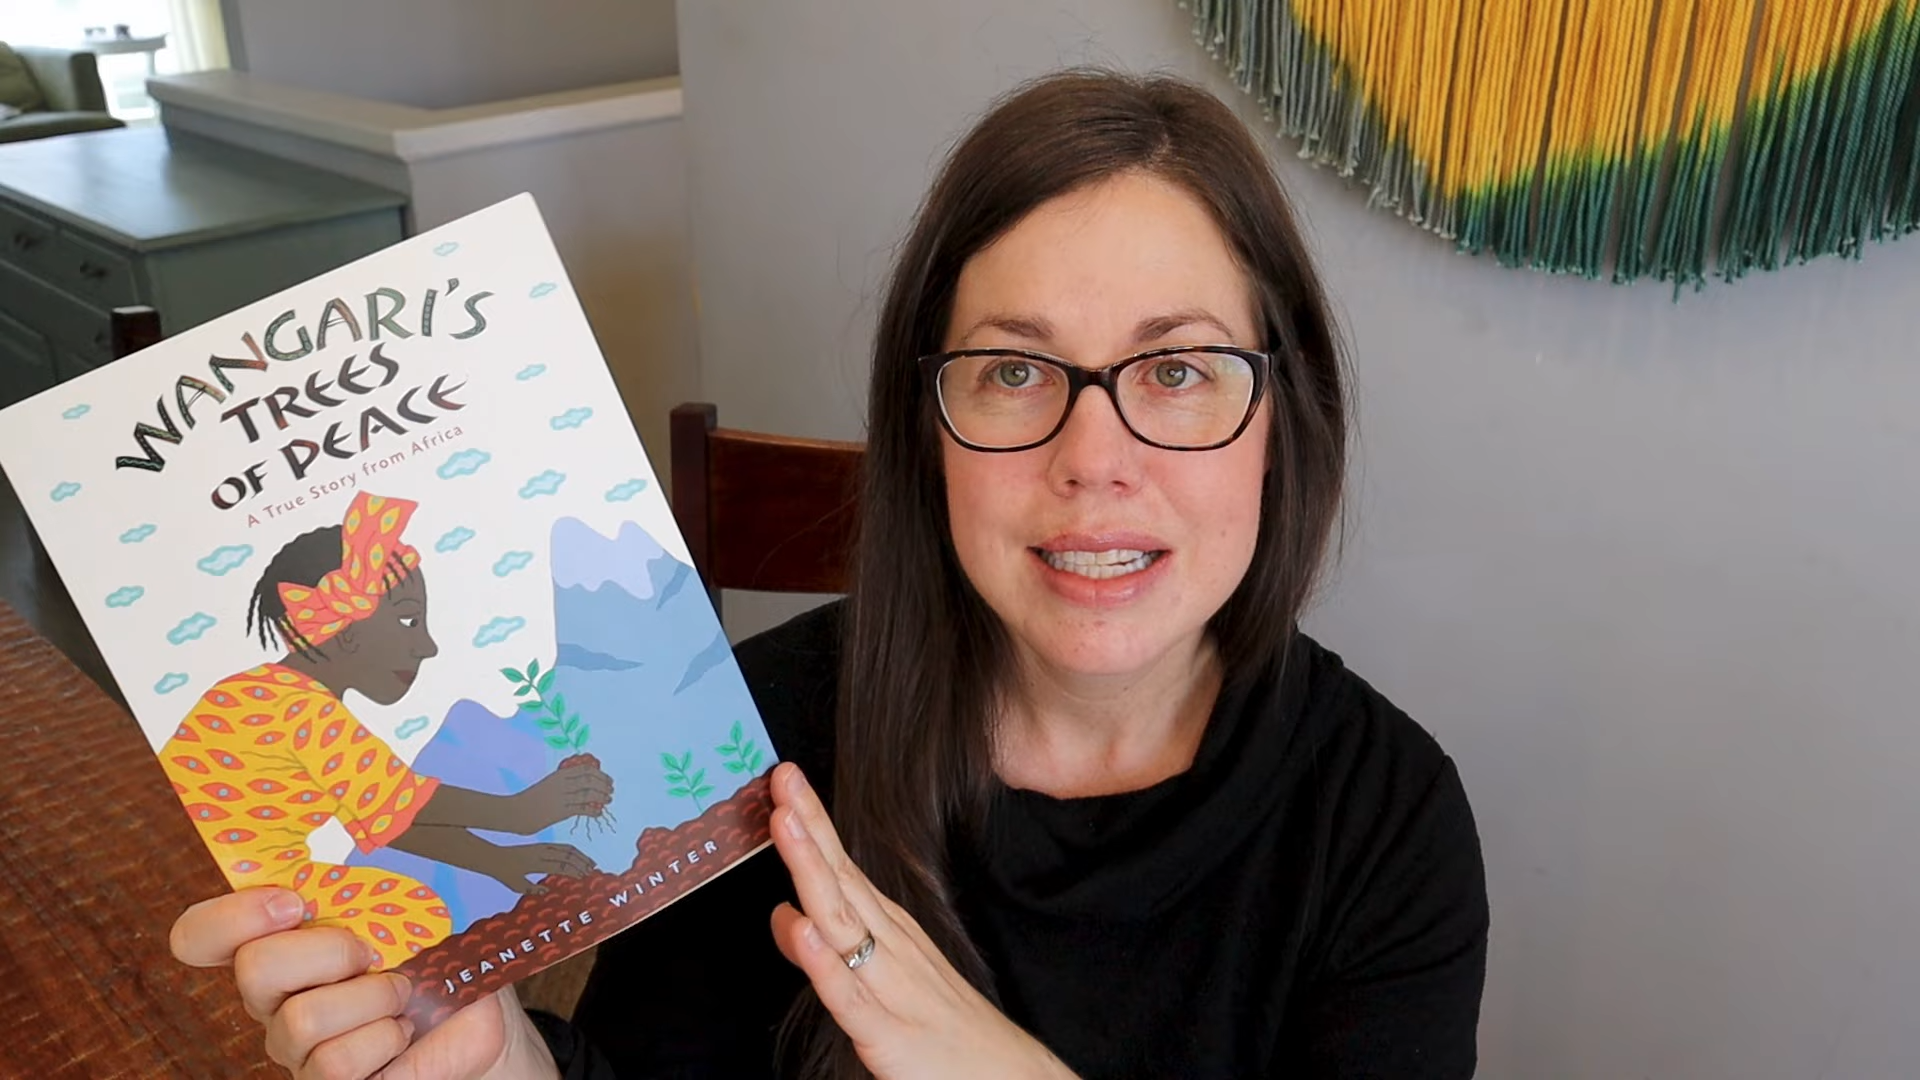 WANGARI'S
TREES
OF PEACE
A True Story from Africa
JEANETTE WINTER